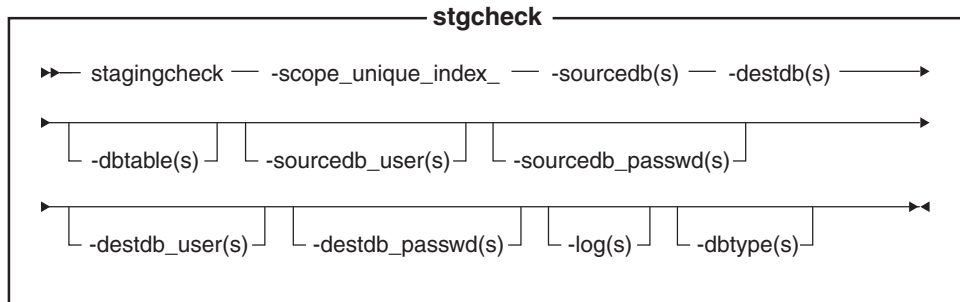 stgcheck
stagingcheck -scope_unique_index_ -sourcedb(s) -destdb(s)
-dbtable(s) -sourcedb_user(s) -sourcedb_passwd(s)
-destdb_user(s) -destdb_passwd(s) -log(s) -dbtype(s)